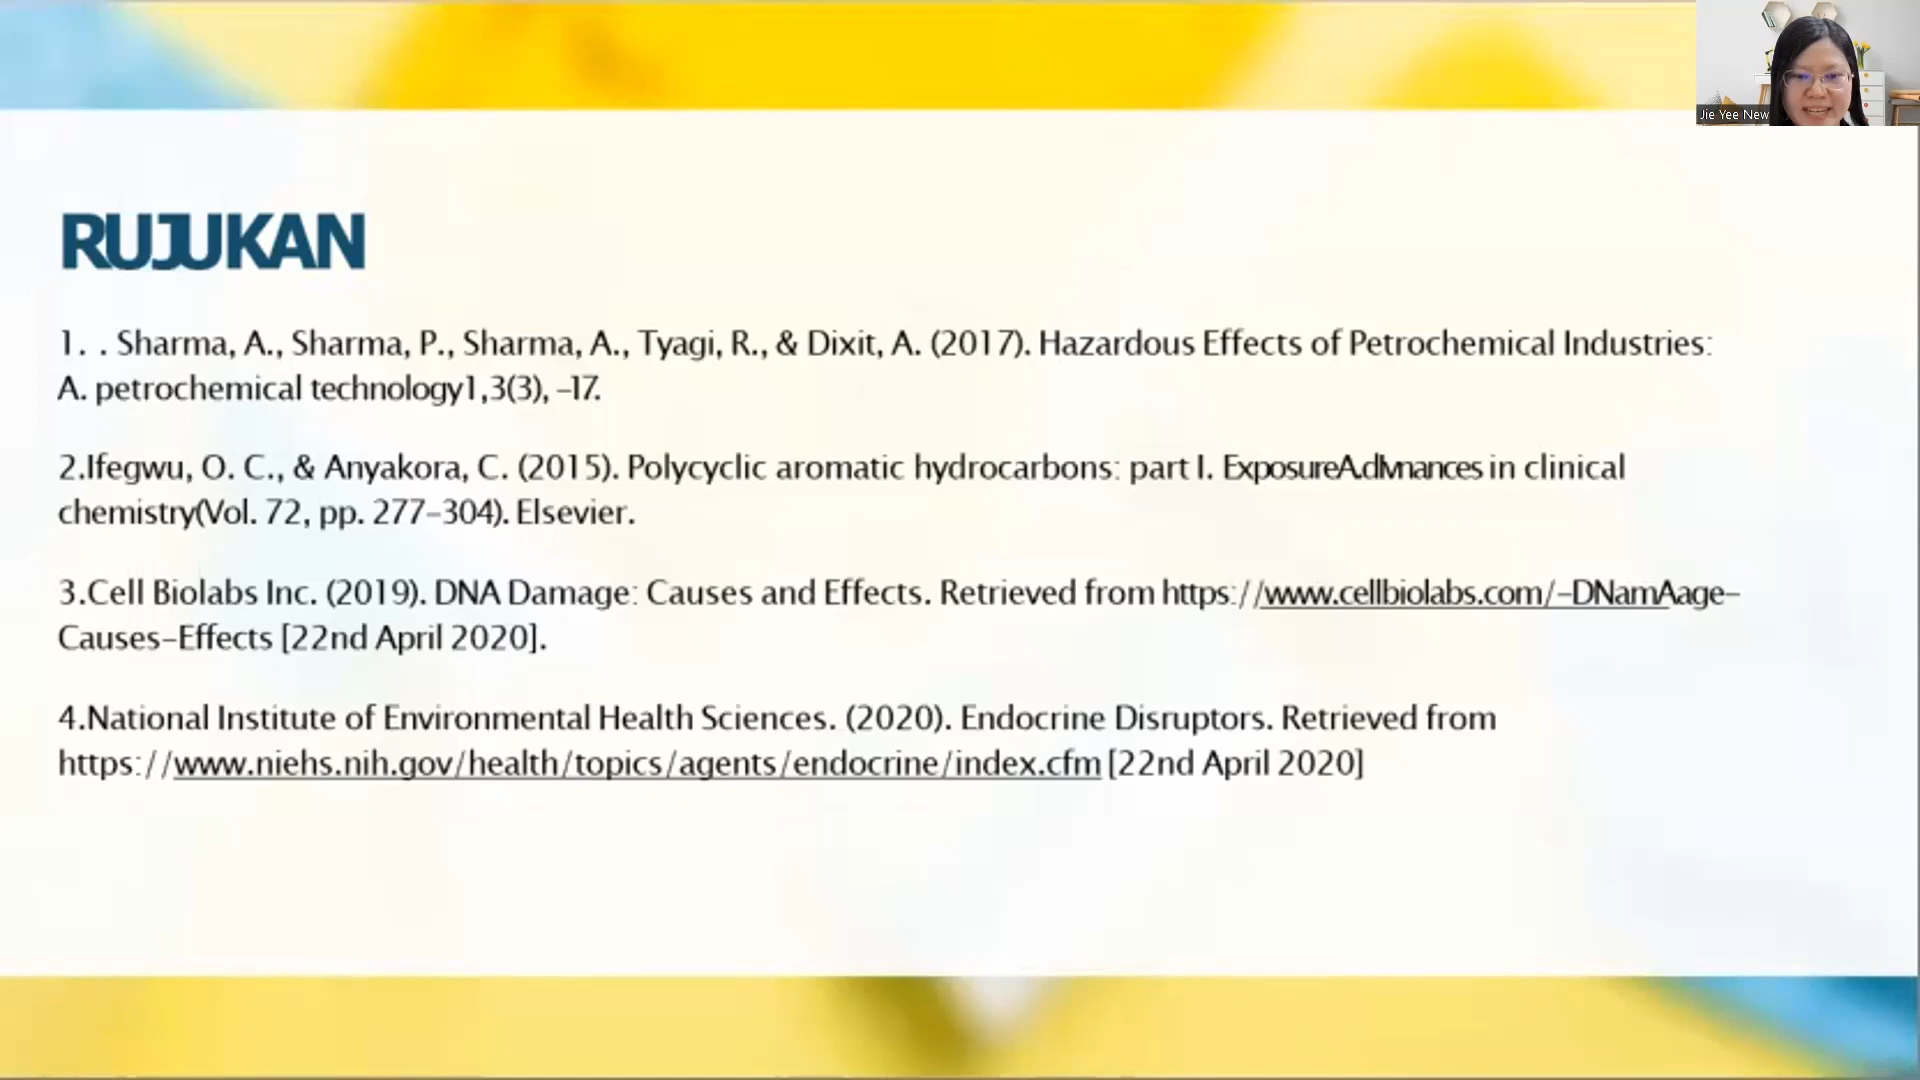 Jie Yee New
RUJUKAN
1. . Sharma, A., Sharma, P., Sharma, A., Tyagi, R., & Dixit, A. (2017). Hazardous Effects of Petrochemical Industries:
A. petrochemical technology1,3(3), –17.
2.Ifegwu, O. C., & Anyakora, C. (2015). Polycyclic aromatic hydrocarbons: part I. in clinical
chemistry(Vol. 72, pp. 277–304). Elsevier.
3.Cell Biolabs Inc. (2019). DNA Damage: Causes and Effects. Retrieved from https://www.cellbiolabs.com/–DNamAage–
Causes–Effects [22nd April 2020].
4.National Institute of Environmental Health Sciences. (2020). Endocrine Disruptors. Retrieved from
https://www.niehs.nih.gov/health/topics/agents/endocrine/index.cfm [22nd April 2020]